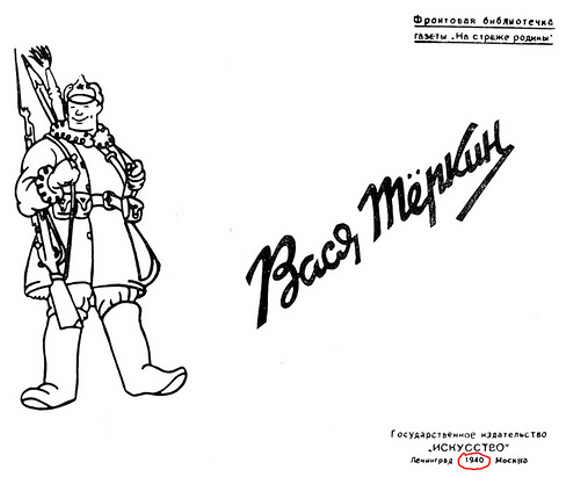 Фронтовая библиотечка
газеты „На страже родины“
Вася Тёркин
Государственное издательство
„ИСКУССТВО“
Ленинград 1940 Москва